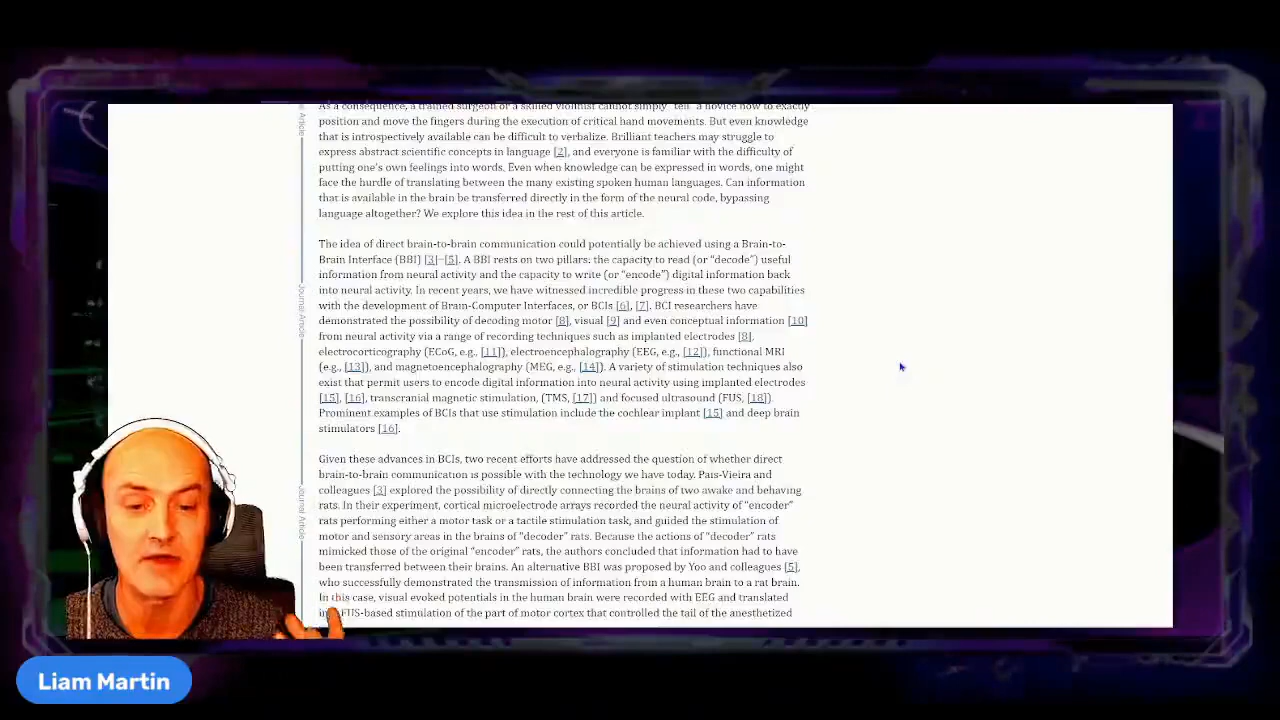 As a consequence, a trained surgeon or a skilled violinist cannot simply "tell" a novice how to exactly
position and move the fingers during the execution of critical hand movements. But even knowledge
that is introspectively available can be difficult to verbalize. Brilliant teachers may struggle to
express abstract scientific concepts in language [2], and everyone is familiar with the difficulty of
putting one's own feelings into words. Even when knowledge can be expressed in words, one might
face the hurdle of translating between the many existing spoken human languages. Can information
that is available in the brain be transferred directly in the form of the neural code, bypassing
language altogether? We explore this idea in the rest of this article.
The idea of direct brain-to-brain communication could potentially be achieved using a Brain-to-
Brain Interface (BBI) [3]–[5]. A BBI rests on two pillars: the capacity to read (or “decode”) useful
information from neural activity and the capacity to write (or “encode”) digital information back
into neural activity. In recent years, we have witnessed incredible progress in these two capabilities
with the development of Brain-Computer Interfaces, or BCIs [6], [7]. BCI researchers have
demonstrated the possibility of decoding motor [8], visual [9] and even conceptual information [10]
from neural activity via a range of recording techniques such as implanted electrodes [8],
electrocorticography (ECoG, e.g., [11]), electroencephalography (EEG, e.g., [12]), functional MRI
(e.g., [13]), and magnetoencephalography (MEG, e.g., [14]). A variety of stimulation techniques also
exist that permit users to encode digital information into neural activity using implanted electrodes
[15], [16], transcranial magnetic stimulation, (TMS, [17]) and focused ultrasound (FUS, [18]).
Prominent examples of BCIs that use stimulation include the cochlear implant [15] and deep brain
stimulators [16].
Given these advances in BCIs, two recent efforts have addressed the question of whether direct
brain-to-brain communication is possible with the technology we have today. Pais-Vieira and
colleagues [3] explored the possibility of directly connecting the brains of two awake and behaving
rats. In their experiment, cortical microelectrode arrays recorded the neural activity of “encoder”
rats performing either a motor task or a tactile stimulation task, and guided the stimulation of
motor and sensory areas in the brains of “decoder” rats. Because the actions of “decoder” rats
mimicked those of the original “encoder” rats, the authors concluded that information had to have
been transferred between their brains. An alternative BBI was proposed by Yoo and colleagues [5],
who successfully demonstrated the transmission of information from a human brain to a rat brain.
In this case, visual evoked potentials in the human brain were recorded with EEG and translated
FUS-based stimulation of the part of motor cortex that controlled the tail of the anesthetized
Article
Journal Article
Journal Article
Liam Martin